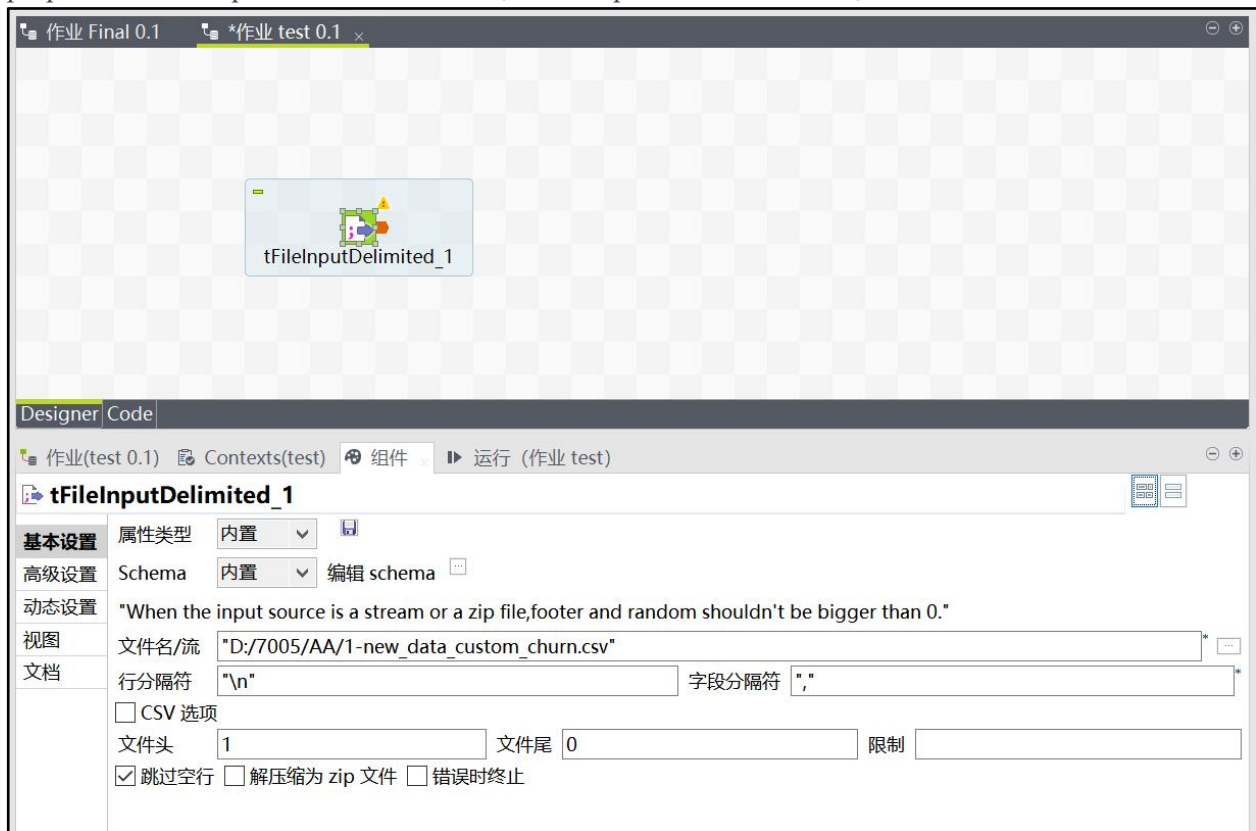 作业 Final 0.1 *作业 test 0.1
tFileInputDelimited_1
Designer Code
作业(test 0.1) Contexts(test) 组件 运行 (作业 test)
tFileInputDelimited_1
基本设置 属性类型 内置
高级设置 Schema 内置 编辑 schema
动态设置 "When the input source is a stream or a zip file,footer and random shouldn't be bigger than 0."
视图 文件名/流 "D:/7005/AA/1-new_data_custom_churn.csv" *
文档 行分隔符 "\n" 字段分隔符 "," *
CSV 选项
文件头 1 文件尾 0 限制
跳过空行 解压缩为 zip 文件 错误时终止